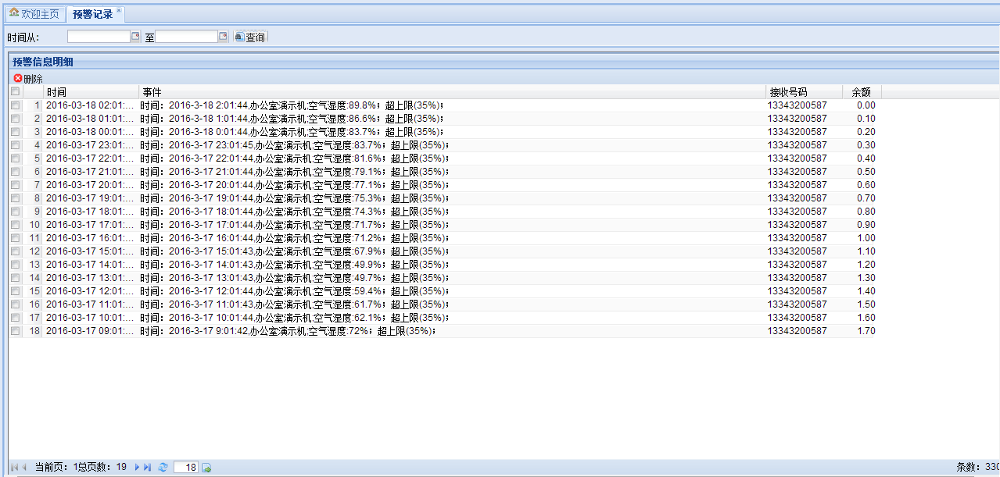 欢迎主页 预警记录
时间从: 至 查询
预警信息明细
删除
时间 事件 接收号码 余额
1 2016-03-18 02:01:... 时间：2016-3-18 2:01:44,办公室演示机;空气湿度:89.8%；超上限(35%)； 13343200587 0.00
2 2016-03-18 01:01:... 时间：2016-3-18 1:01:44,办公室演示机;空气湿度:86.6%；超上限(35%)； 13343200587 0.10
3 2016-03-18 00:01:... 时间：2016-3-18 0:01:44,办公室演示机;空气湿度:83.7%；超上限(35%)； 13343200587 0.20
4 2016-03-17 23:01:... 时间：2016-3-17 23:01:45,办公室演示机;空气湿度:83.7%；超上限(35%)； 13343200587 0.30
5 2016-03-17 22:01:... 时间：2016-3-17 22:01:44,办公室演示机;空气湿度:81.6%；超上限(35%)； 13343200587 0.40
6 2016-03-17 21:01:... 时间：2016-3-17 21:01:44,办公室演示机;空气湿度:79.1%；超上限(35%)； 13343200587 0.50
7 2016-03-17 20:01:... 时间：2016-3-17 20:01:44,办公室演示机;空气湿度:77.1%；超上限(35%)； 13343200587 0.60
8 2016-03-17 19:01:... 时间：2016-3-17 19:01:44,办公室演示机;空气湿度:75.3%；超上限(35%)； 13343200587 0.70
9 2016-03-17 18:01:... 时间：2016-3-17 18:01:44,办公室演示机;空气湿度:74.3%；超上限(35%)； 13343200587 0.80
10 2016-03-17 17:01:... 时间：2016-3-17 17:01:44,办公室演示机;空气湿度:71.7%；超上限(35%)； 13343200587 0.90
11 2016-03-17 16:01:... 时间：2016-3-17 16:01:44,办公室演示机;空气湿度:71.2%；超上限(35%)； 13343200587 1.00
12 2016-03-17 15:01:... 时间：2016-3-17 15:01:43,办公室演示机;空气湿度:67.9%；超上限(35%)； 13343200587 1.10
13 2016-03-17 14:01:... 时间：2016-3-17 14:01:43,办公室演示机;空气湿度:49.9%；超上限(35%)； 13343200587 1.20
14 2016-03-17 13:01:... 时间：2016-3-17 13:01:43,办公室演示机;空气湿度:49.7%；超上限(35%)； 13343200587 1.30
15 2016-03-17 12:01:... 时间：2016-3-17 12:01:44,办公室演示机;空气湿度:59.4%；超上限(35%)； 13343200587 1.40
16 2016-03-17 11:01:... 时间：2016-3-17 11:01:43,办公室演示机;空气湿度:61.7%；超上限(35%)； 13343200587 1.50
17 2016-03-17 10:01:... 时间：2016-3-17 10:01:44,办公室演示机;空气湿度:62.1%；超上限(35%)； 13343200587 1.60
18 2016-03-17 09:01:... 时间：2016-3-17 9:01:42,办公室演示机;空气湿度:72%；超上限(35%)； 13343200587 1.70
当前页：1总页数：19 18 条数：330